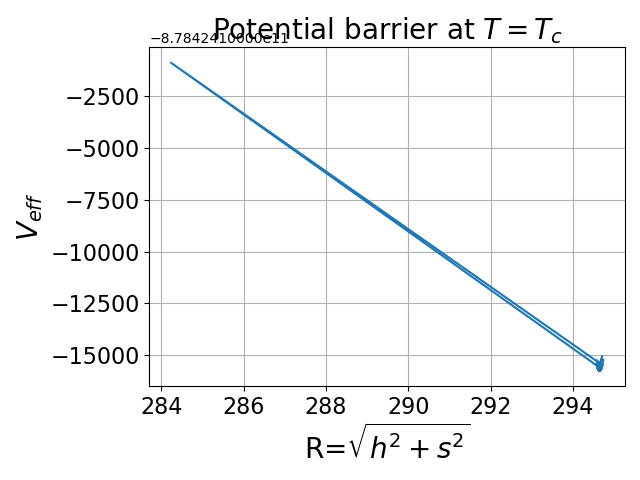 Potential barrier at $T = T_c$
−8.7842410000e11
−2500
−5000
−7500
−10000
−12500
−15000
$V_{eff}$
284 286 288 290 292 294
R=$\sqrt{h^2 + s^2}$